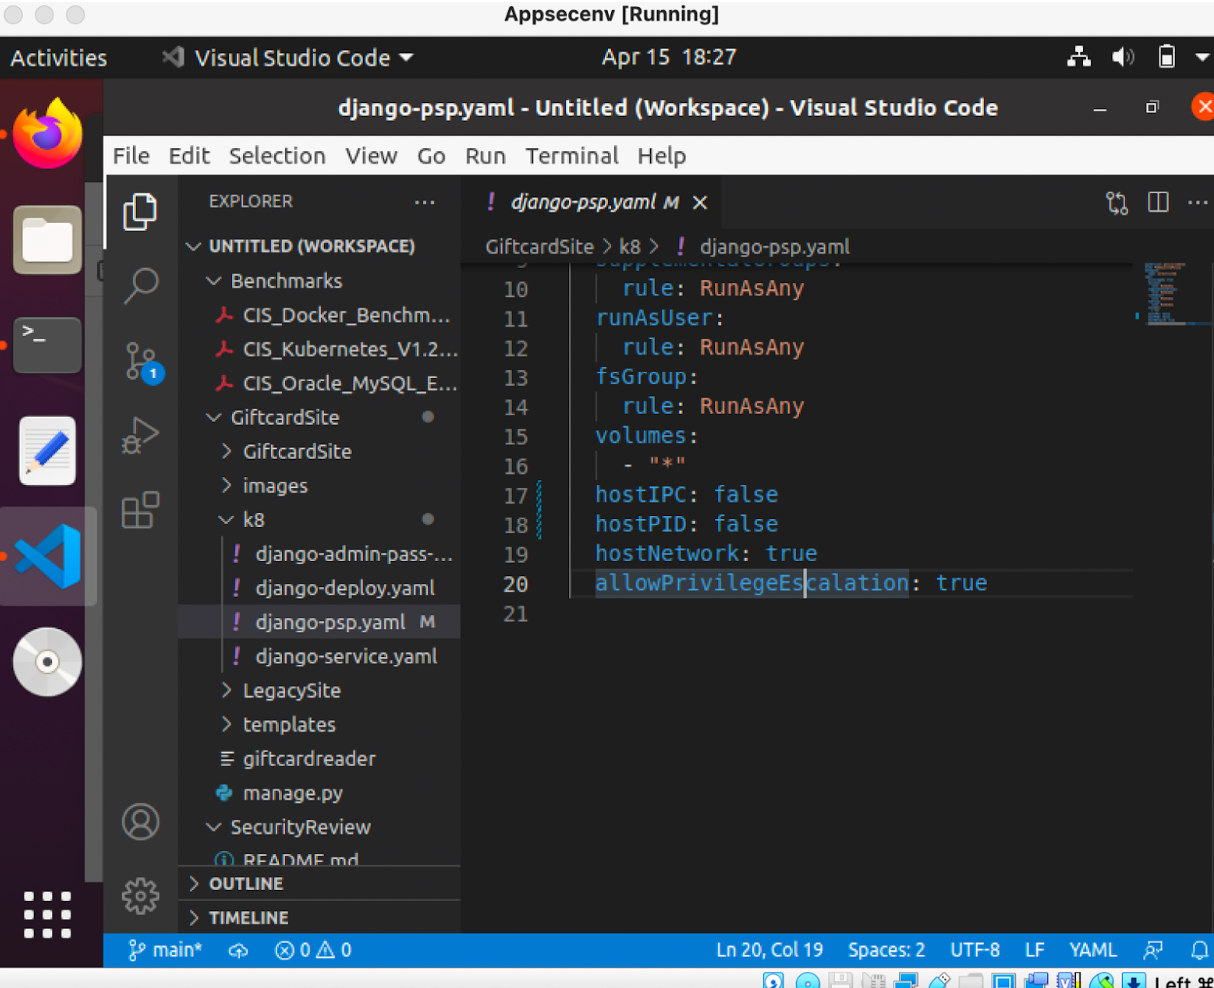 Appsecenv [Running]
Activities Visual Studio Code Apr 15 18:27
django-psp.yaml - Untitled (Workspace) - Visual Studio Code
File Edit Selection View Go Run Terminal Help
EXPLORER ...
UNTITLED (WORKSPACE)
Benchmarks
CIS_Docker_Benchm...
CIS_Kubernetes_V1.2...
CIS_Oracle_MySQL_E...
GiftcardSite
GiftcardSite
images
k8
! django-admin-pass-...
! django-deploy.yaml
! django-psp.yaml M
! django-service.yaml
LegacySite
templates
giftcardreader
manage.py
SecurityReview
README.md
OUTLINE
TIMELINE
1
>_
! django-psp.yaml M
GiftcardSite > k8 > ! django-psp.yaml
9 supplementalGroups:
10 rule: RunAsAny
11 runAsUser:
12 rule: RunAsAny
13 fsGroup:
14 rule: RunAsAny
15 volumes:
16 - "*"
17 hostIPC: false
18 hostPID: false
19 hostNetwork: true
20 allowPrivilegeEscalation: true
21
main* 0 0 Ln 20, Col 19 Spaces: 2 UTF-8 LF YAML
Left ⌘